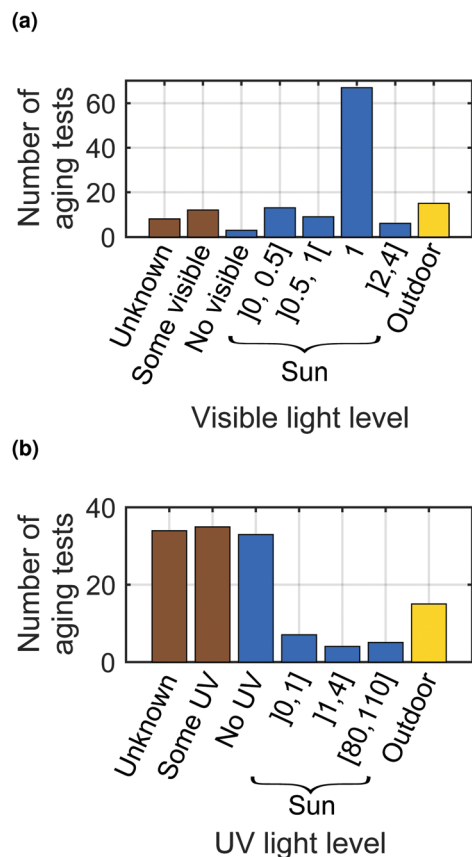 (a)
Number of
aging tests
60
40
20
0
Unknown
Some visible
No visible
]0, 0.5]
]0.5, 1[
1
]2,4]
Outdoor
Sun
Visible light level
(b)
Number of
aging tests
40
20
0
Unknown
Some UV
No UV
]0,1]
]1,4]
[80,110]
Outdoor
Sun
UV light level